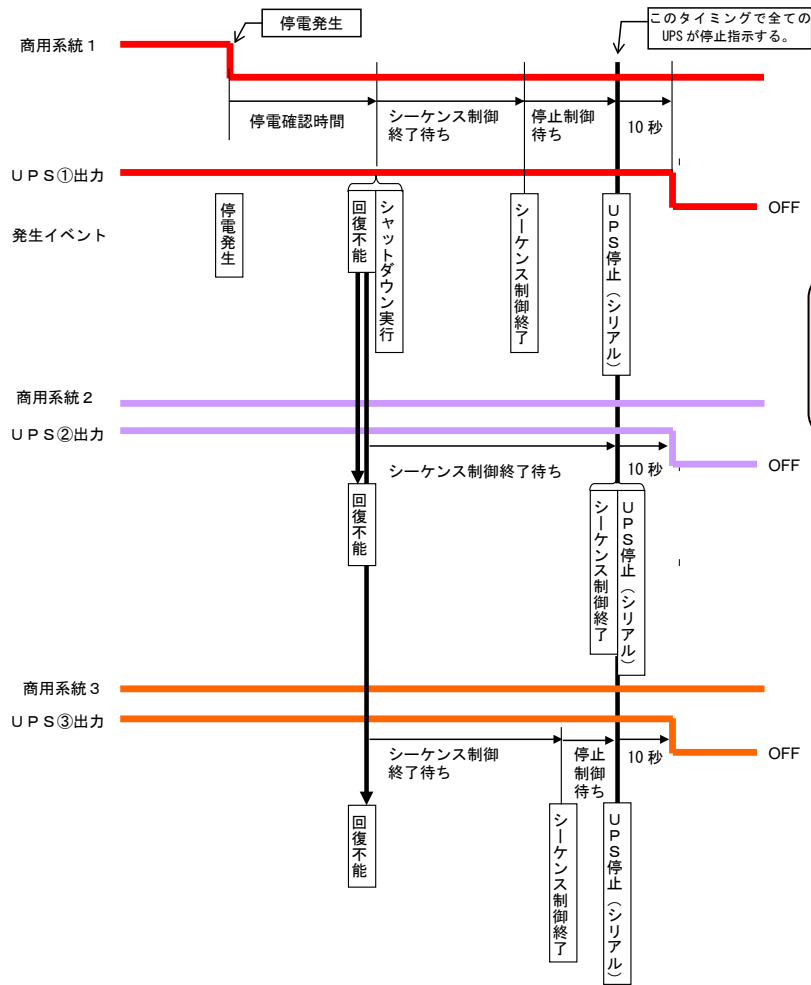 停電発生
このタイミングで全ての
UPSが停止指示する。
商用系統1
停電確認時間
シーケンス制御
終了待ち
停止制御
待ち
10秒
UPS①出力
OFF
発生イベント
停電発生
回復不能
シャットダウン実行
シーケンス制御終了
UPS停止（シリアル）
商用系統2
UPS②出力
シーケンス制御終了待ち
10秒
OFF
回復不能
シーケンス制御終了
UPS停止（シリアル）
商用系統3
UPS③出力
シーケンス制御
終了待ち
停止
制御
待ち
10秒
OFF
回復不能
シーケンス制御終了
UPS停止（シリアル）